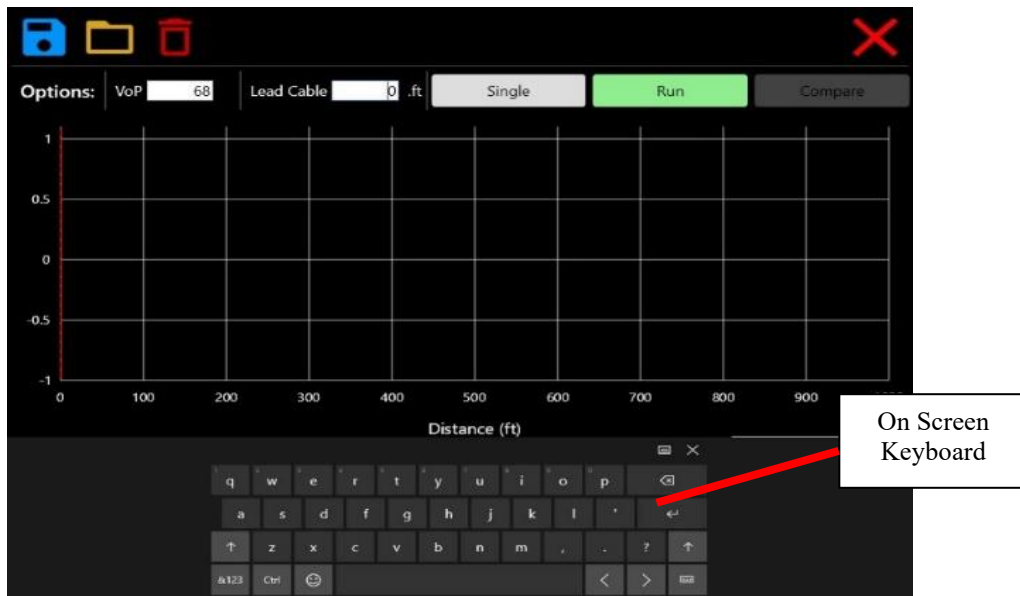 Options: VoP 68 Lead Cable 0 .ft Single Run Compare
1
0.5
0
-0.5
-1
0 100 200 300 400 500 600 700 800 900
Distance (ft)
On Screen
Keyboard
q w e r t y u i o p
a s d f g h j k l '
z x c v b n m , . ?
&123 Ctrl